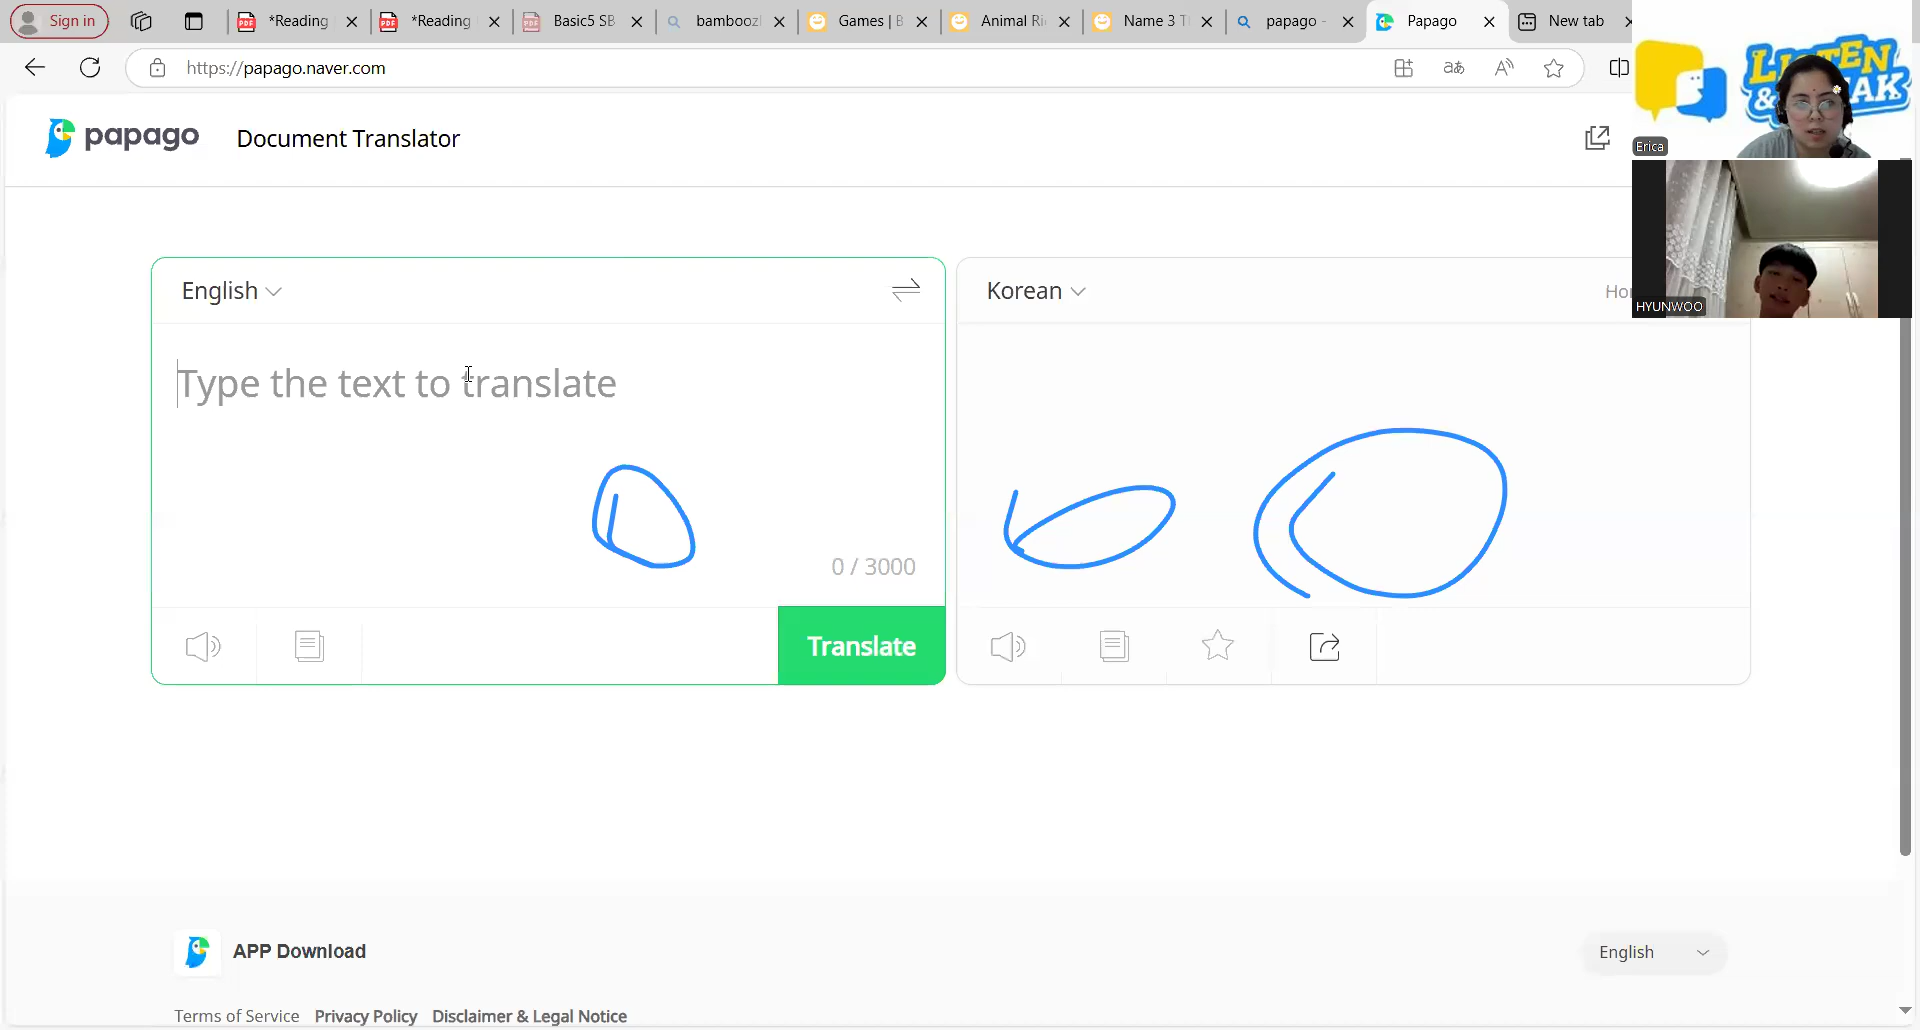 Sign in
*Reading
*Reading
Basic5 SB
bambooz
Games | B
Animal Ri
Name 3 T
papago -
Papago
New tab
https://papago.naver.com
LISTEN
papago
Document Translator
Erica
English
Korean
Hor
HYUNWOO
Type the text to translate
0 / 3000
Translate
APP Download
English
Terms of Service
Privacy Policy
Disclaimer & Legal Notice